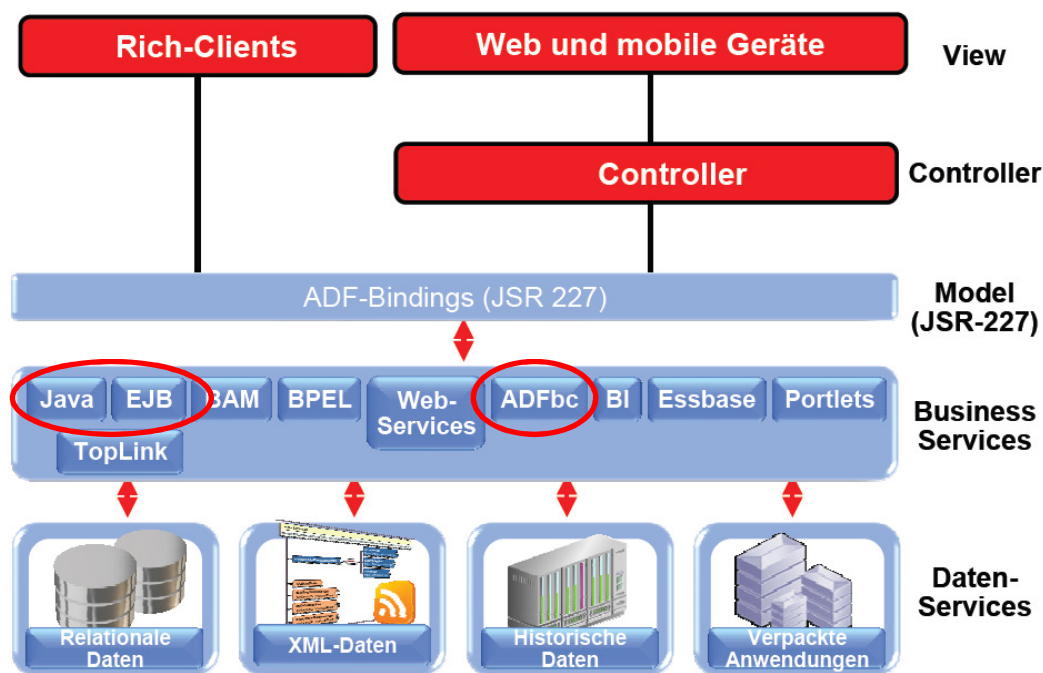 Rich-Clients
Web und mobile Geräte
View
Controller
Controller
ADF-Bindings (JSR 227)
Model
(JSR-227)
Java
EJB
BAM
BPEL
Web-
Services
ADFbc
BI
Essbase
Portlets
TopLink
Business
Services
Relationale
Daten
XML-Daten
Historische
Daten
Verpackte
Anwendungen
Daten-
Services